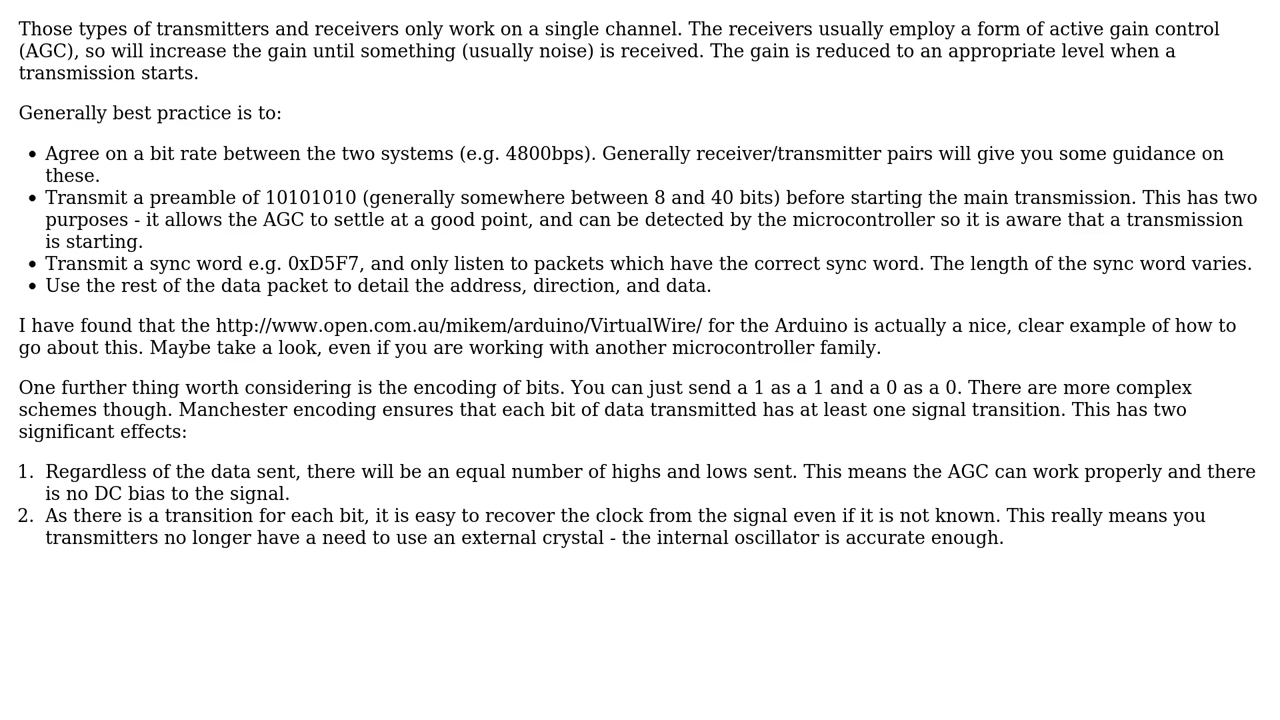 Those types of transmitters and receivers only work on a single channel. The receivers usually employ a form of active gain control
(AGC), so will increase the gain until something (usually noise) is received. The gain is reduced to an appropriate level when a
transmission starts.
Generally best practice is to:
• Agree on a bit rate between the two systems (e.g. 4800bps). Generally receiver/transmitter pairs will give you some guidance on
these.
• Transmit a preamble of 10101010 (generally somewhere between 8 and 40 bits) before starting the main transmission. This has two
purposes - it allows the AGC to settle at a good point, and can be detected by the microcontroller so it is aware that a transmission
is starting.
• Transmit a sync word e.g. 0xD5F7, and only listen to packets which have the correct sync word. The length of the sync word varies.
• Use the rest of the data packet to detail the address, direction, and data.
I have found that the http://www.open.com.au/mikem/arduino/VirtualWire/ for the Arduino is actually a nice, clear example of how to
go about this. Maybe take a look, even if you are working with another microcontroller family.
One further thing worth considering is the encoding of bits. You can just send a 1 as a 1 and a 0 as a 0. There are more complex
schemes though. Manchester encoding ensures that each bit of data transmitted has at least one signal transition. This has two
significant effects:
1. Regardless of the data sent, there will be an equal number of highs and lows sent. This means the AGC can work properly and there
is no DC bias to the signal.
2. As there is a transition for each bit, it is easy to recover the clock from the signal even if it is not known. This really means you
transmitters no longer have a need to use an external crystal - the internal oscillator is accurate enough.